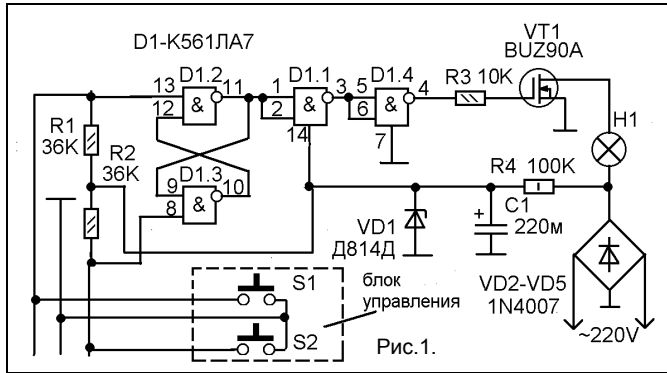 D1-К561ЛА7
VT1
BUZ90A
D1.2
D1.1
D1.4
R3 10K
13
12
11
1
2
3
5
6
4
&
&
&
14
7
H1
R1
36K
R2
36K
D1.3
9
8
10
&
R4 100K
C1
+
220м
VD1
Д814Д
VD2-VD5
1N4007
~220V
S1
S2
блок
управления
Рис.1.